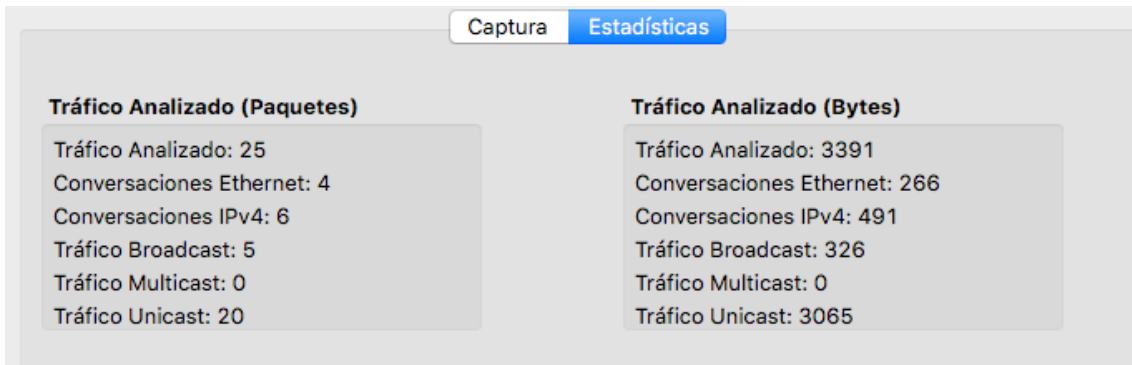 Captura Estadísticas
Tráfico Analizado (Paquetes)
Tráfico Analizado: 25
Conversaciones Ethernet: 4
Conversaciones IPv4: 6
Tráfico Broadcast: 5
Tráfico Multicast: 0
Tráfico Unicast: 20
Tráfico Analizado (Bytes)
Tráfico Analizado: 3391
Conversaciones Ethernet: 266
Conversaciones IPv4: 491
Tráfico Broadcast: 326
Tráfico Multicast: 0
Tráfico Unicast: 3065